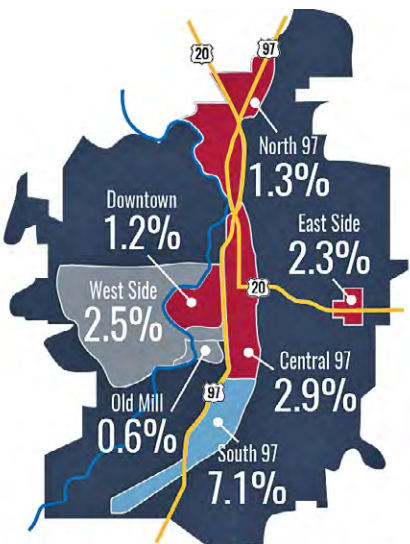 20
97
North 97
1.3%
Downtown
1.2%
East Side
2.3%
West Side
2.5%
20
Central 97
2.9%
Old Mill
0.6%
97
South 97
7.1%